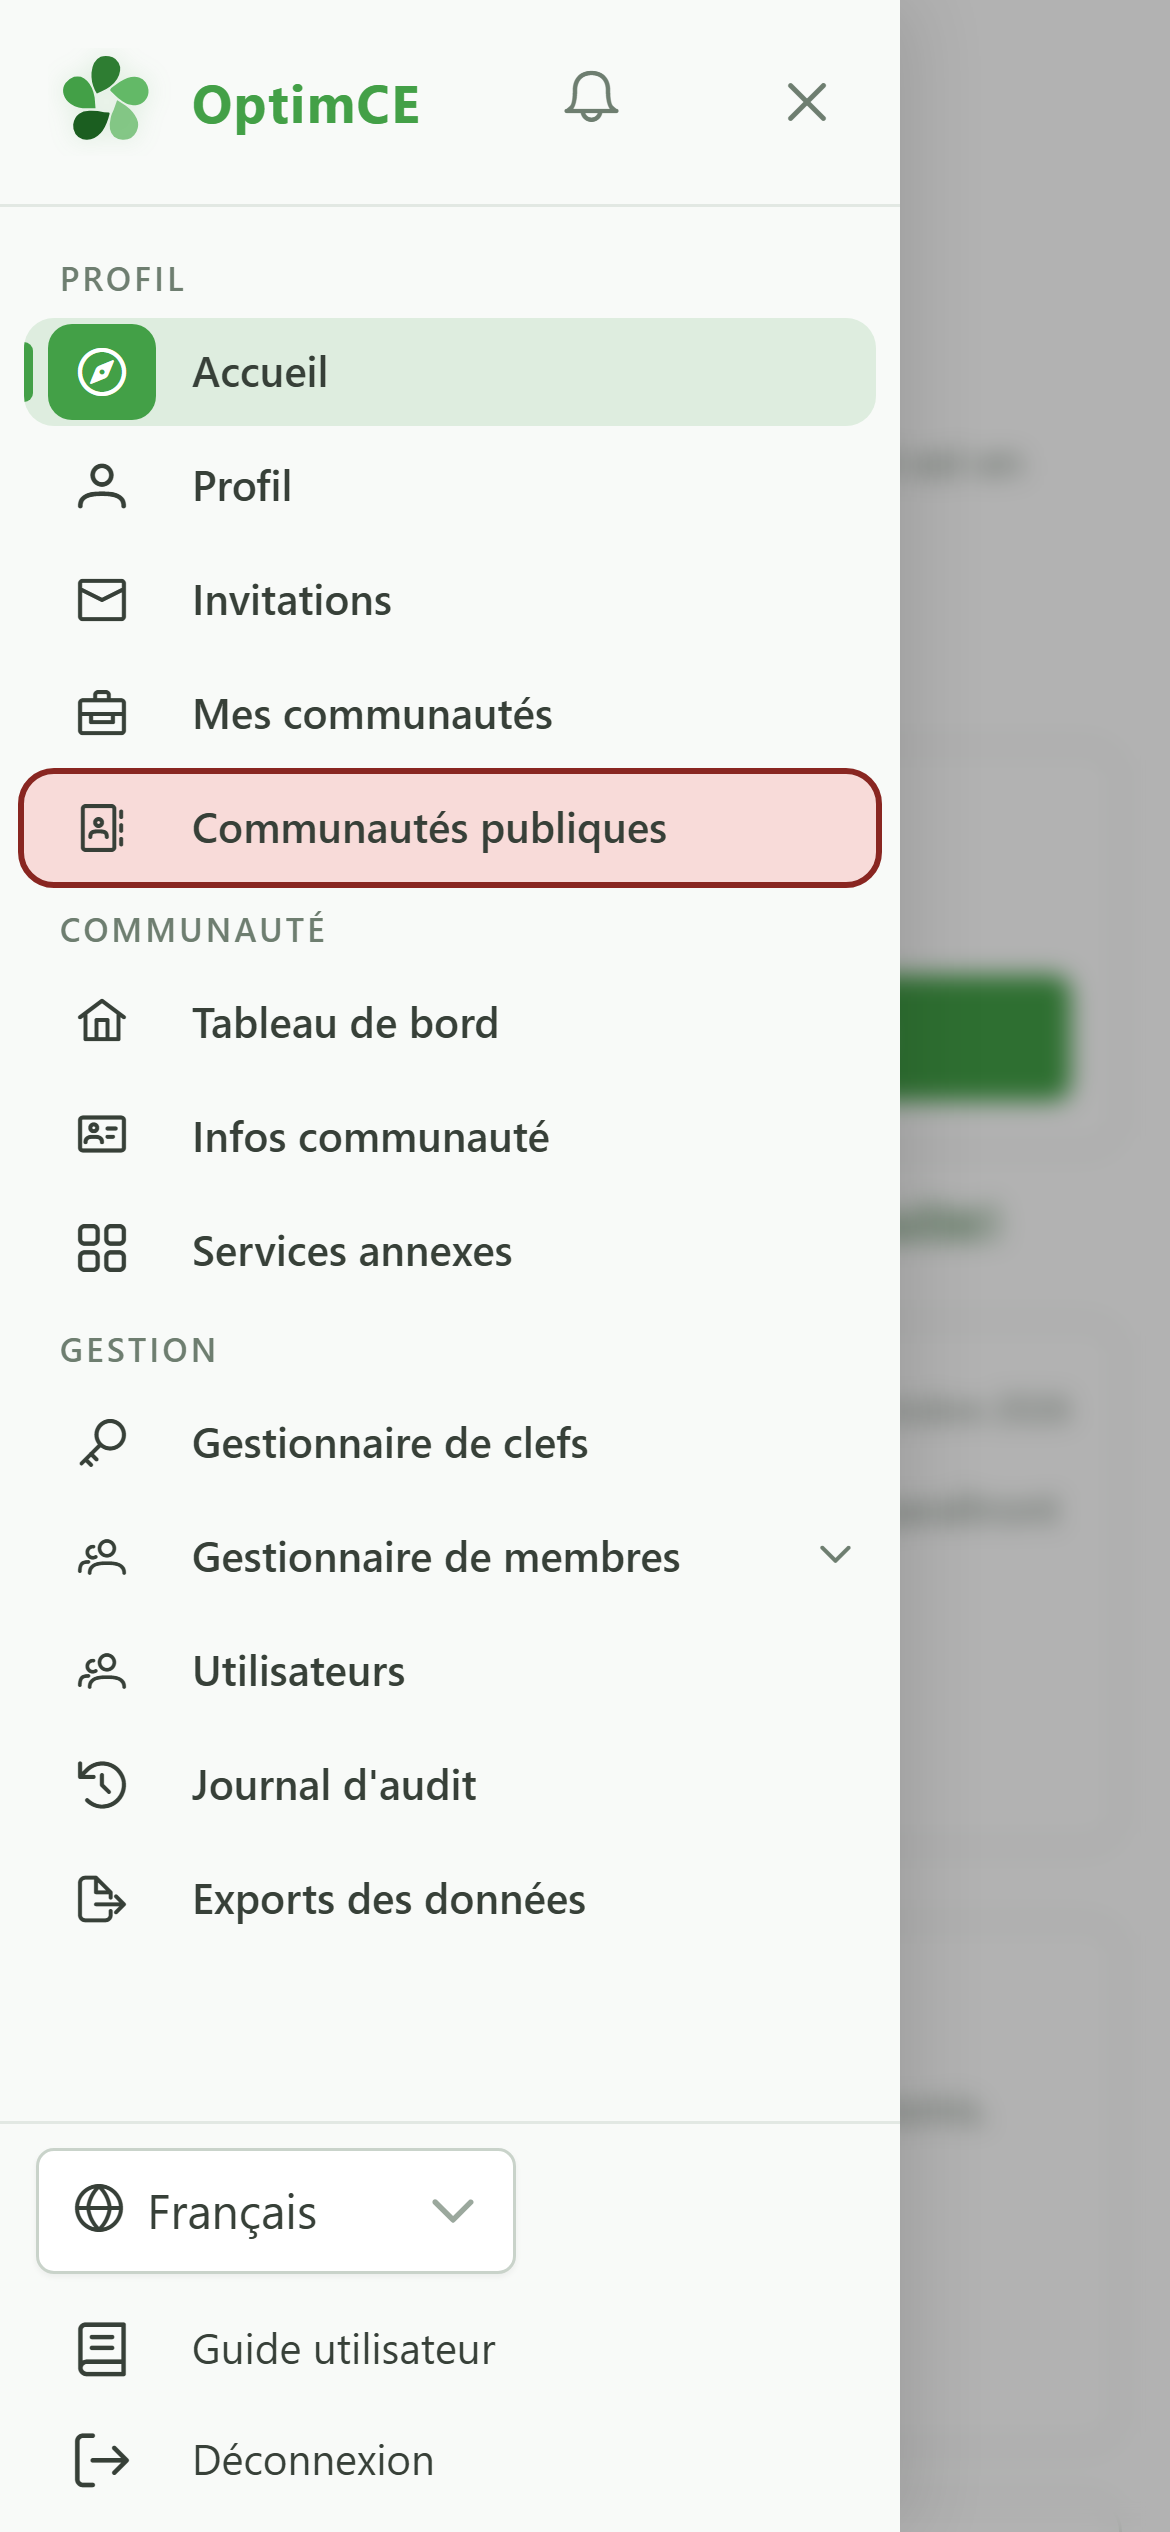 OptimCE
PROFIL
Accueil
Profil
Invitations
Mes communautés
Communautés publiques
COMMUNAUTÉ
Tableau de bord
Infos communauté
Services annexes
GESTION
Gestionnaire de clefs
Gestionnaire de membres
Utilisateurs
Journal d'audit
Exports des données
Français
Guide utilisateur
Déconnexion